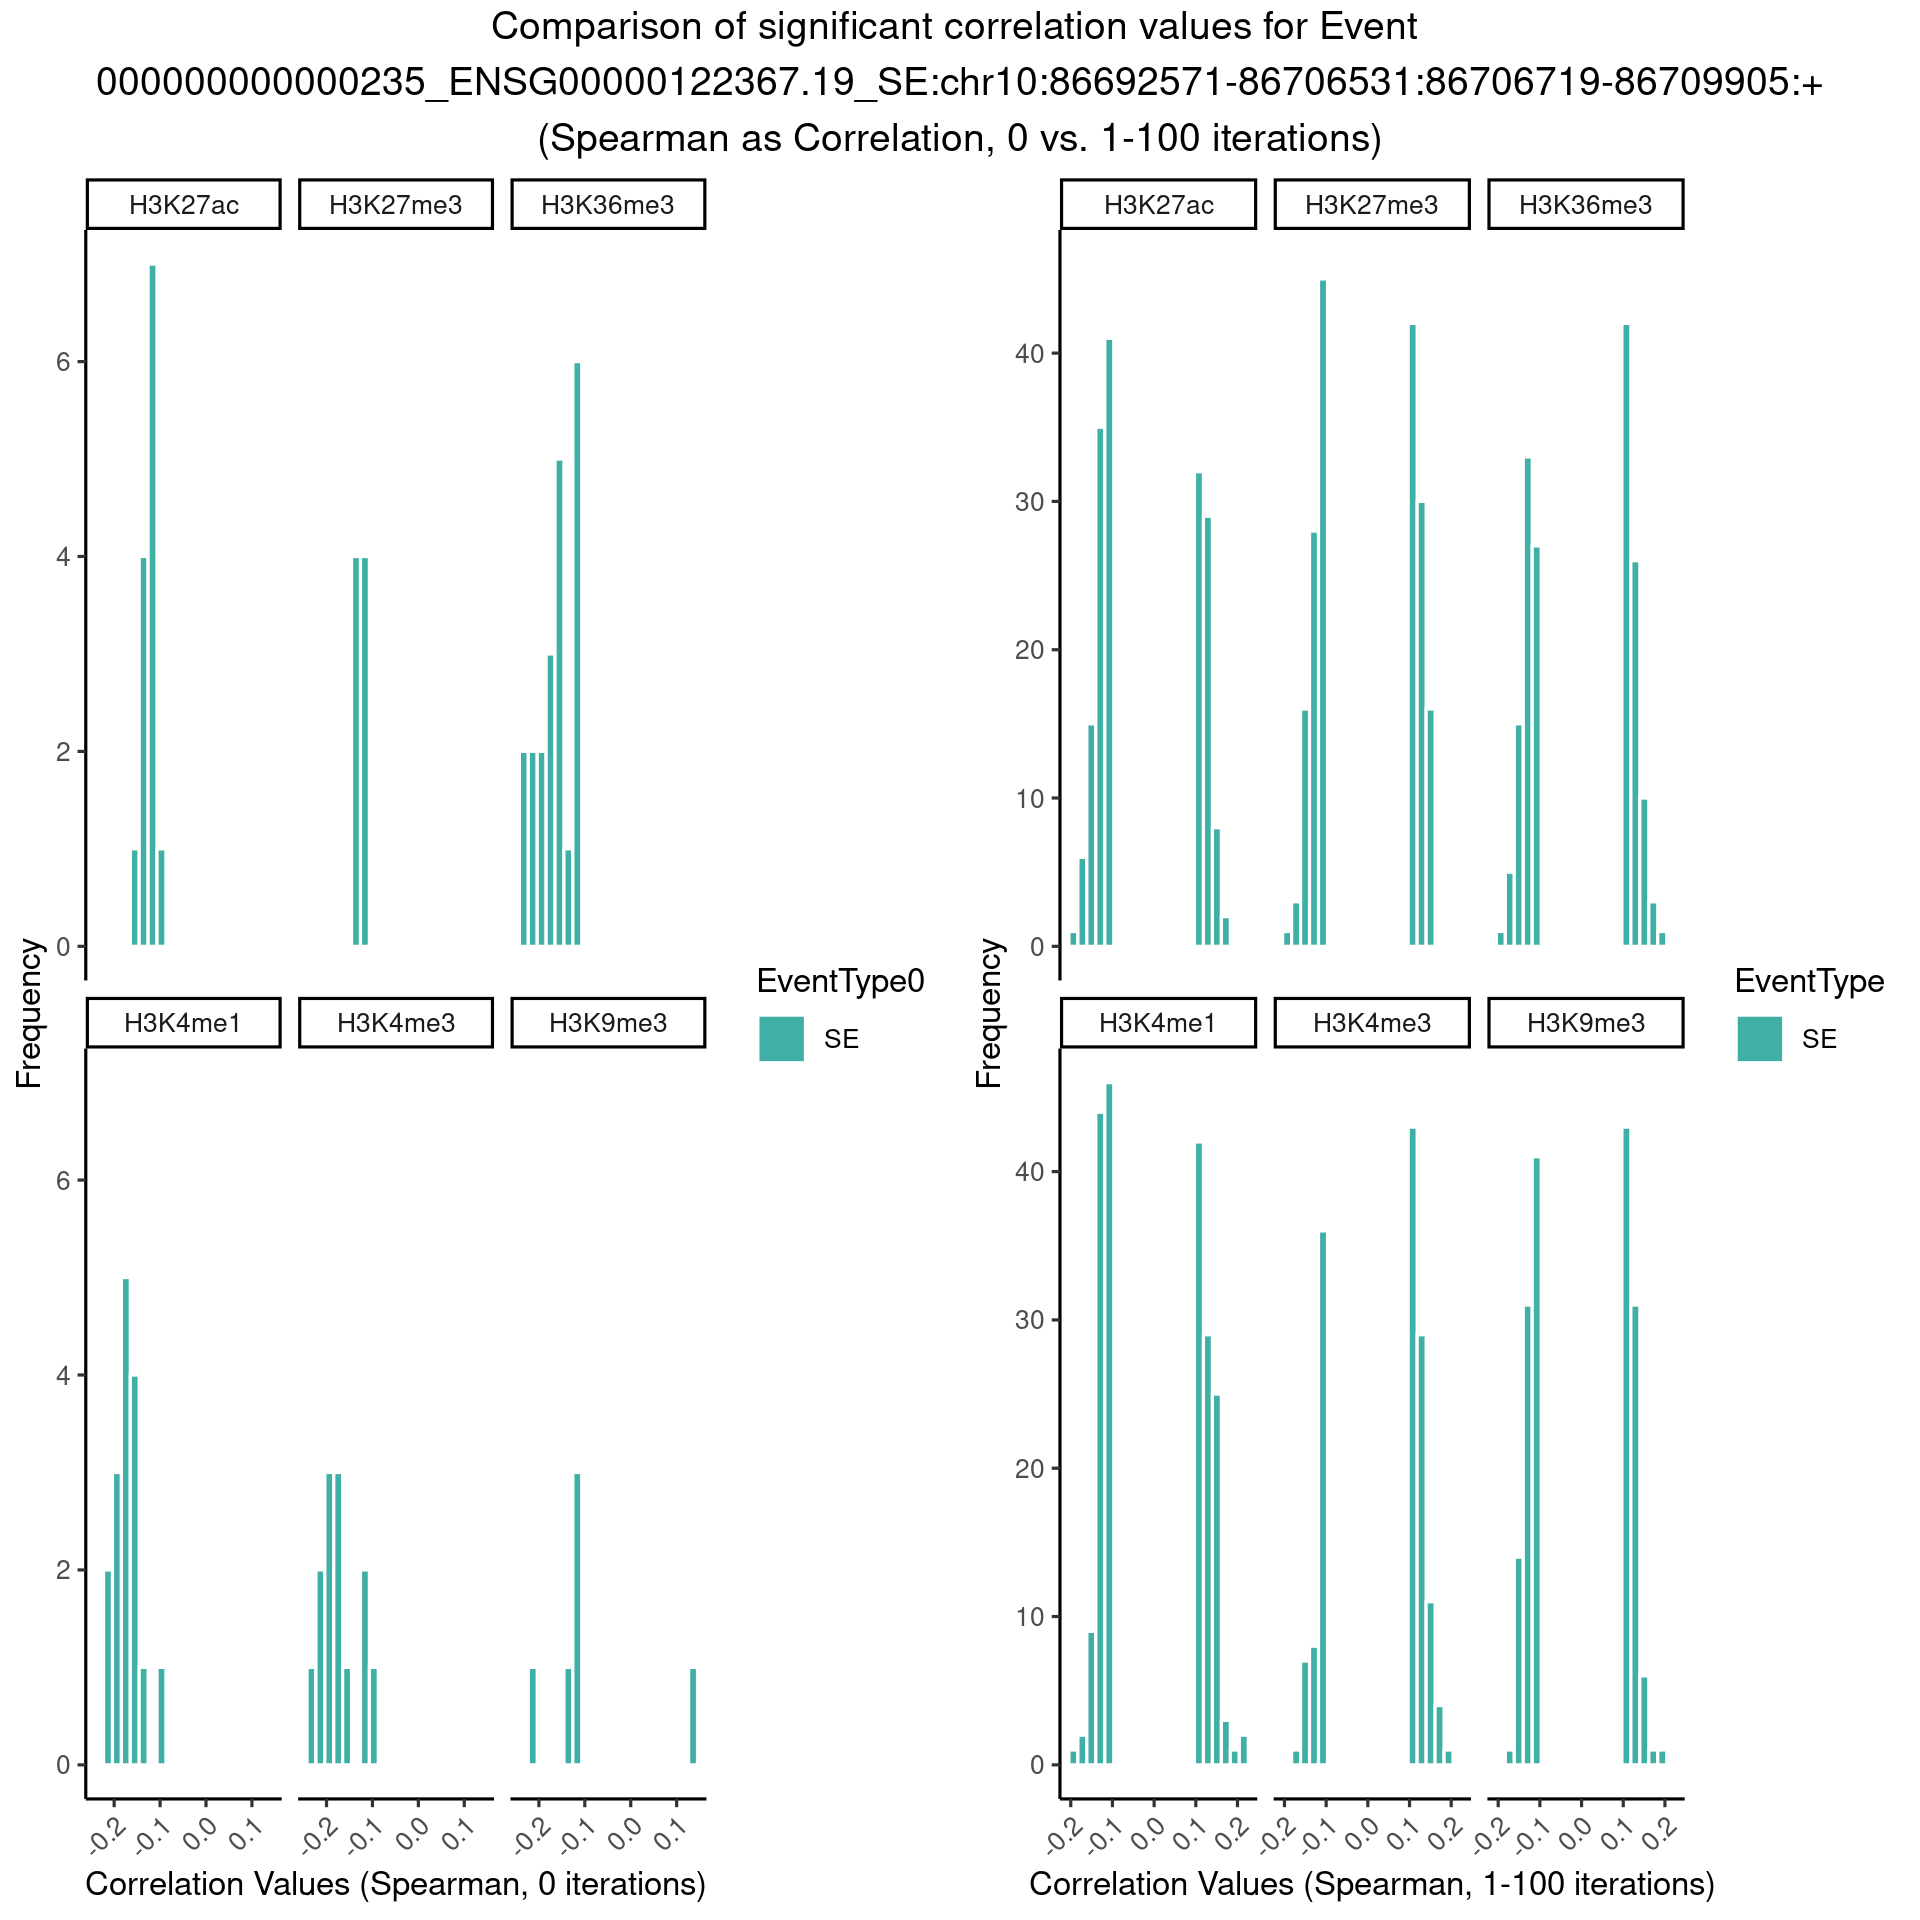 Comparison of significant correlation values for Event
000000000000235_ENSG00000122367.19_SE:chr10:86692571-86706531:86706719-86709905:+
(Spearman as Correlation, 0 vs. 1-100 iterations)
H3K27ac H3K27me3 H3K36me3
6
4
2
0
H3K4me1 H3K4me3 H3K9me3
6
4
2
0
-0.2 -0.1 0.0 0.1 -0.2 -0.1 0.0 0.1 -0.2 -0.1 0.0 0.1
Frequency
Correlation Values (Spearman, 0 iterations)
EventType0
SE
H3K27ac H3K27me3 H3K36me3
40
30
20
10
0
H3K4me1 H3K4me3 H3K9me3
40
30
20
10
0
-0.2 -0.1 0.0 0.1 0.2 -0.2 -0.1 0.0 0.1 0.2 -0.2 -0.1 0.0 0.1 0.2
Frequency
Correlation Values (Spearman, 1-100 iterations)
EventType
SE